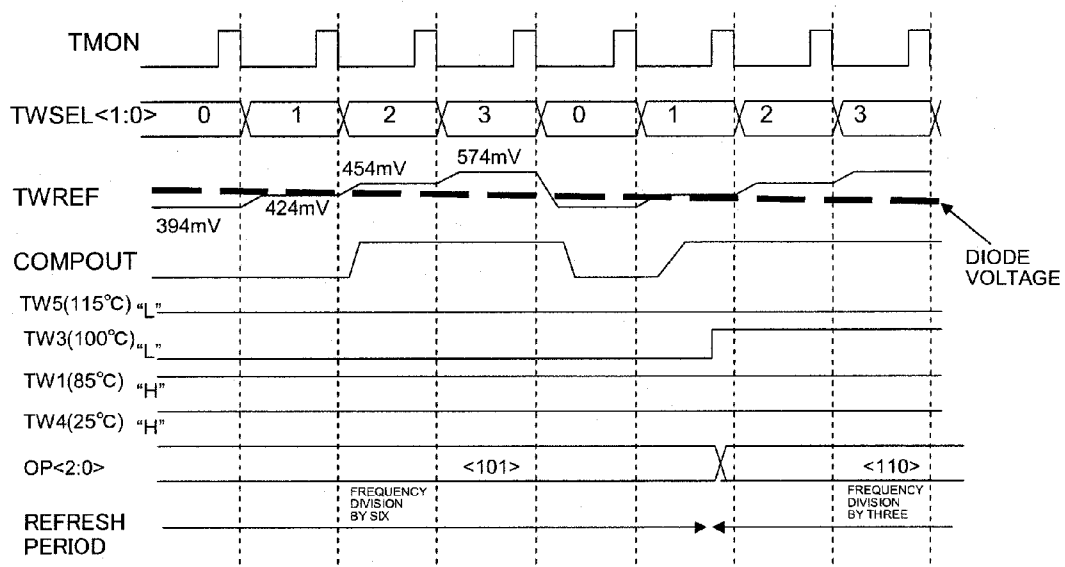 TMON
TWSEL<1:0> 0 1 2 3 0 1 2 3
574mV
454mV
TWREF
424mV
394mV
COMPOUT
DIODE
VOLTAGE
TW5(115°C) "L"
TW3(100°C) "L"
TW1(85°C) "H"
TW4(25°C) "H"
OP<2:0> <101> <110>
FREQUENCY
DIVISION
BY SIX
FREQUENCY
DIVISION
BY THREE
REFRESH
PERIOD